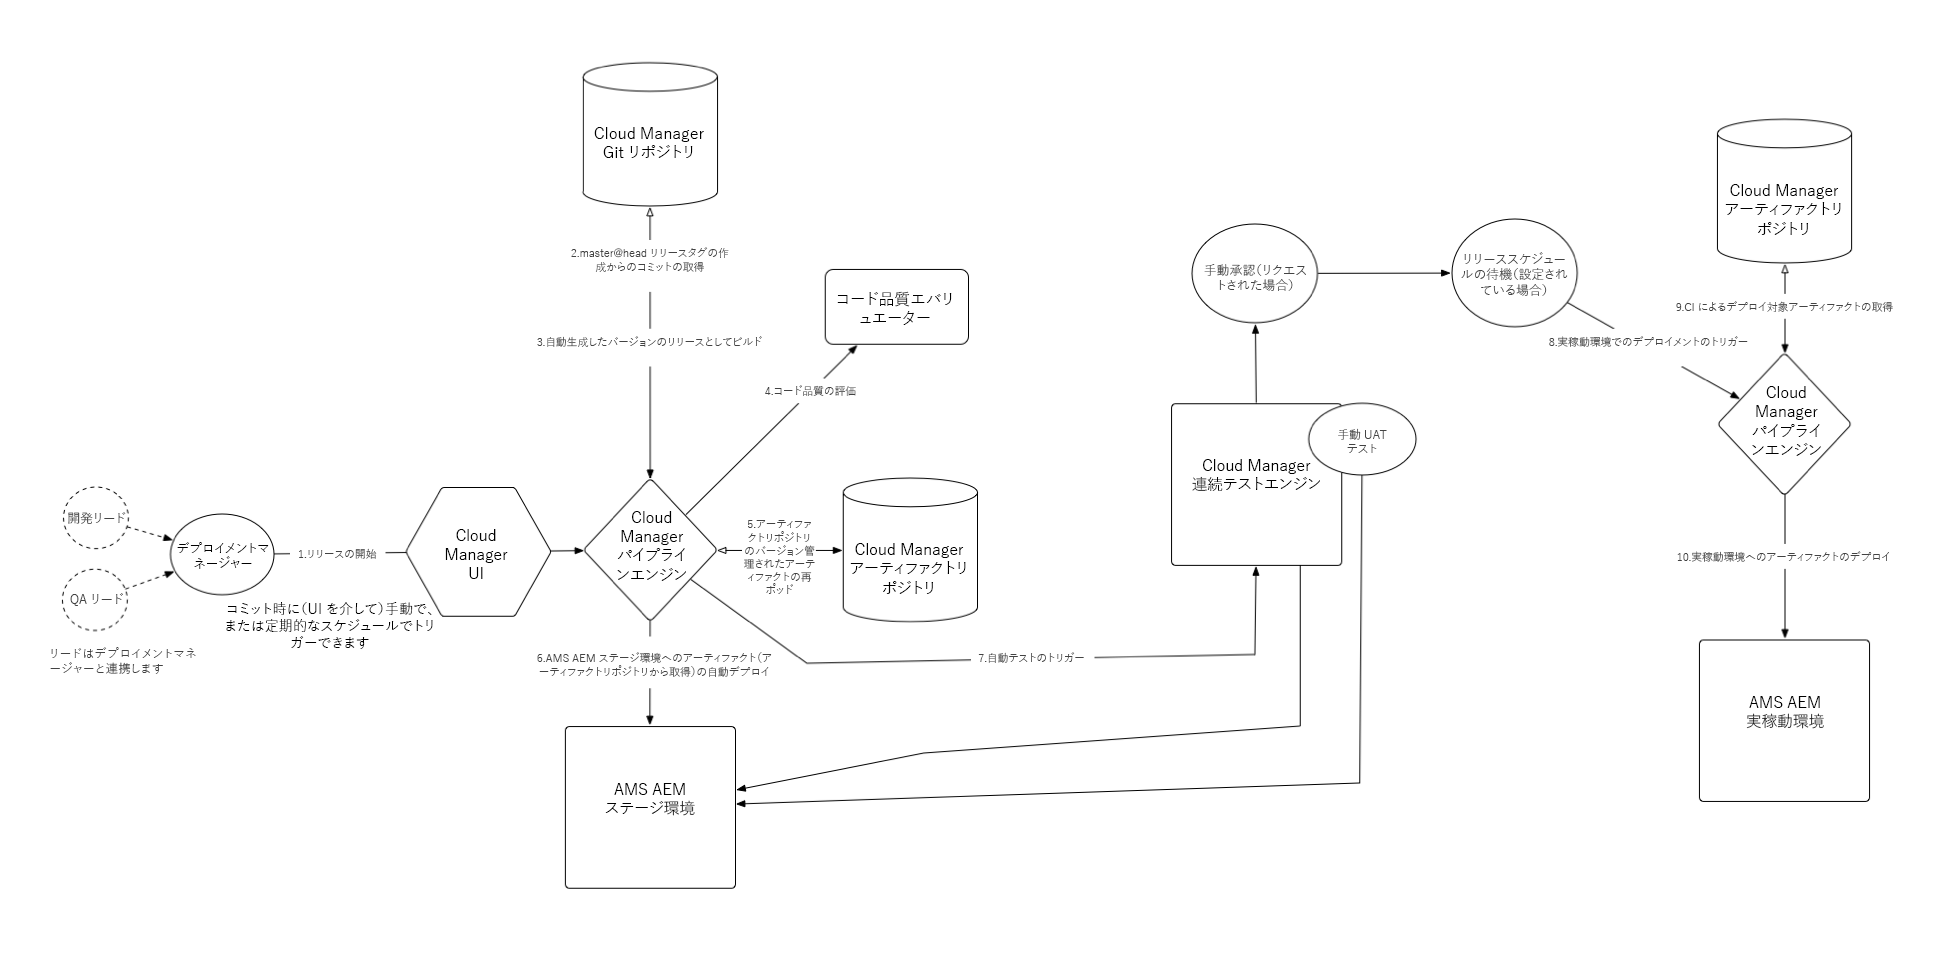 Cloud Manager
Git リポジトリ
2.master@head リリースタグの作
成からのコミットの取得
3.自動生成したバージョンのリリースとしてビルド
コード品質エバリ
ュエーター
4.コード品質の評価
開発リード
QA リード
リードはデプロイメントマネ
ージャーと連携します
デプロイメントマ
ネージャー
1.リリースの開始
コミット時に（UI を介して）手動で、
または定期的なスケジュールでトリ
ガーできます
Cloud
Manager
UI
Cloud
Manager
パイプライ
ンエンジン
5.アーティファ
クトリポジトリ
のバージョン管
理されたアーテ
ィファクトの再
ポッド
Cloud Manager
アーティファクトリ
ポジトリ
6.AMS AEM ステージ環境へのアーティファクト（ア
ーティファクトリポジトリから取得）の自動デプロイ
7.自動テストのトリガー
AMS AEM
ステージ環境
手動承認（リクエス
トされた場合）
リリーススケジュー
ルの待機（設定され
ている場合）
Cloud Manager
連続テストエンジン
手動 UAT
テスト
8.実稼動環境でのデプロイメントのトリガー
Cloud Manager
アーティファクトリ
ポジトリ
9.CI によるデプロイ対象アーティファクトの取得
Cloud
Manager
パイプライ
ンエンジン
10.実稼動環境へのアーティファクトのデプロイ
AMS AEM
実稼動環境